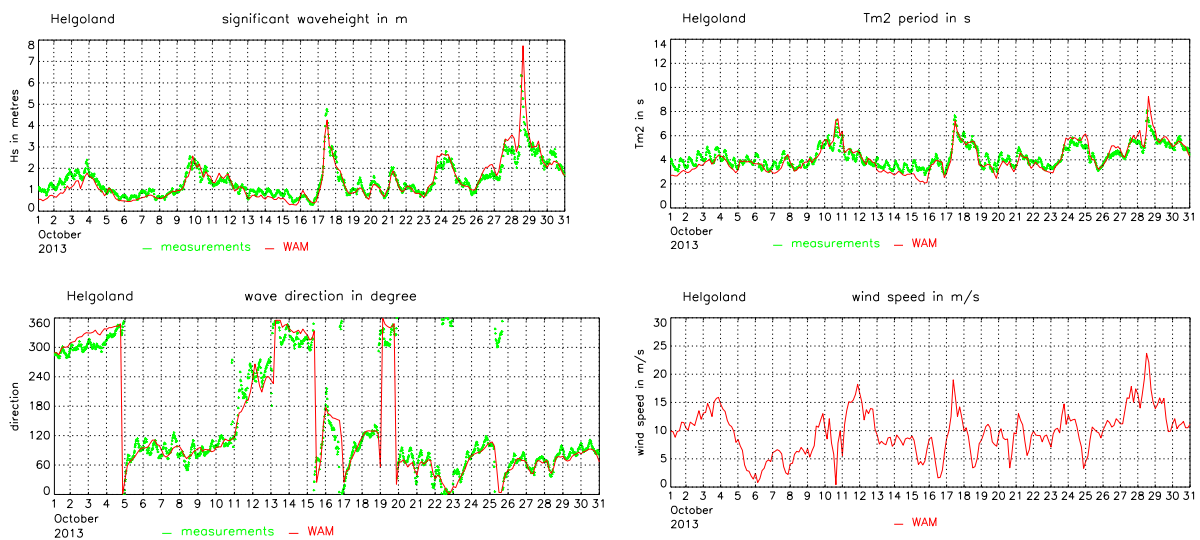 Helgoland significant waveheight in m
Hs in metres
8
7
6
5
4
3
2
1
0
1 2 3 4 5 6 7 8 9 10 11 12 13 14 15 16 17 18 19 20 21 22 23 24 25 26 27 28 29 30 31
October
2013
measurements WAM
Helgoland Tm2 period in s
Tm2 in s
14
12
10
8
6
4
2
0
1 2 3 4 5 6 7 8 9 10 11 12 13 14 15 16 17 18 19 20 21 22 23 24 25 26 27 28 29 30 31
October
2013
measurements WAM
Helgoland wave direction in degree
direction
360
300
240
180
120
60
0
1 2 3 4 5 6 7 8 9 10 11 12 13 14 15 16 17 18 19 20 21 22 23 24 25 26 27 28 29 30 31
October
2013
measurements WAM
Helgoland wind speed in m/s
wind speed in m/s
30
25
20
15
10
5
0
1 2 3 4 5 6 7 8 9 10 11 12 13 14 15 16 17 18 19 20 21 22 23 24 25 26 27 28 29 30 31
October
2013
WAM